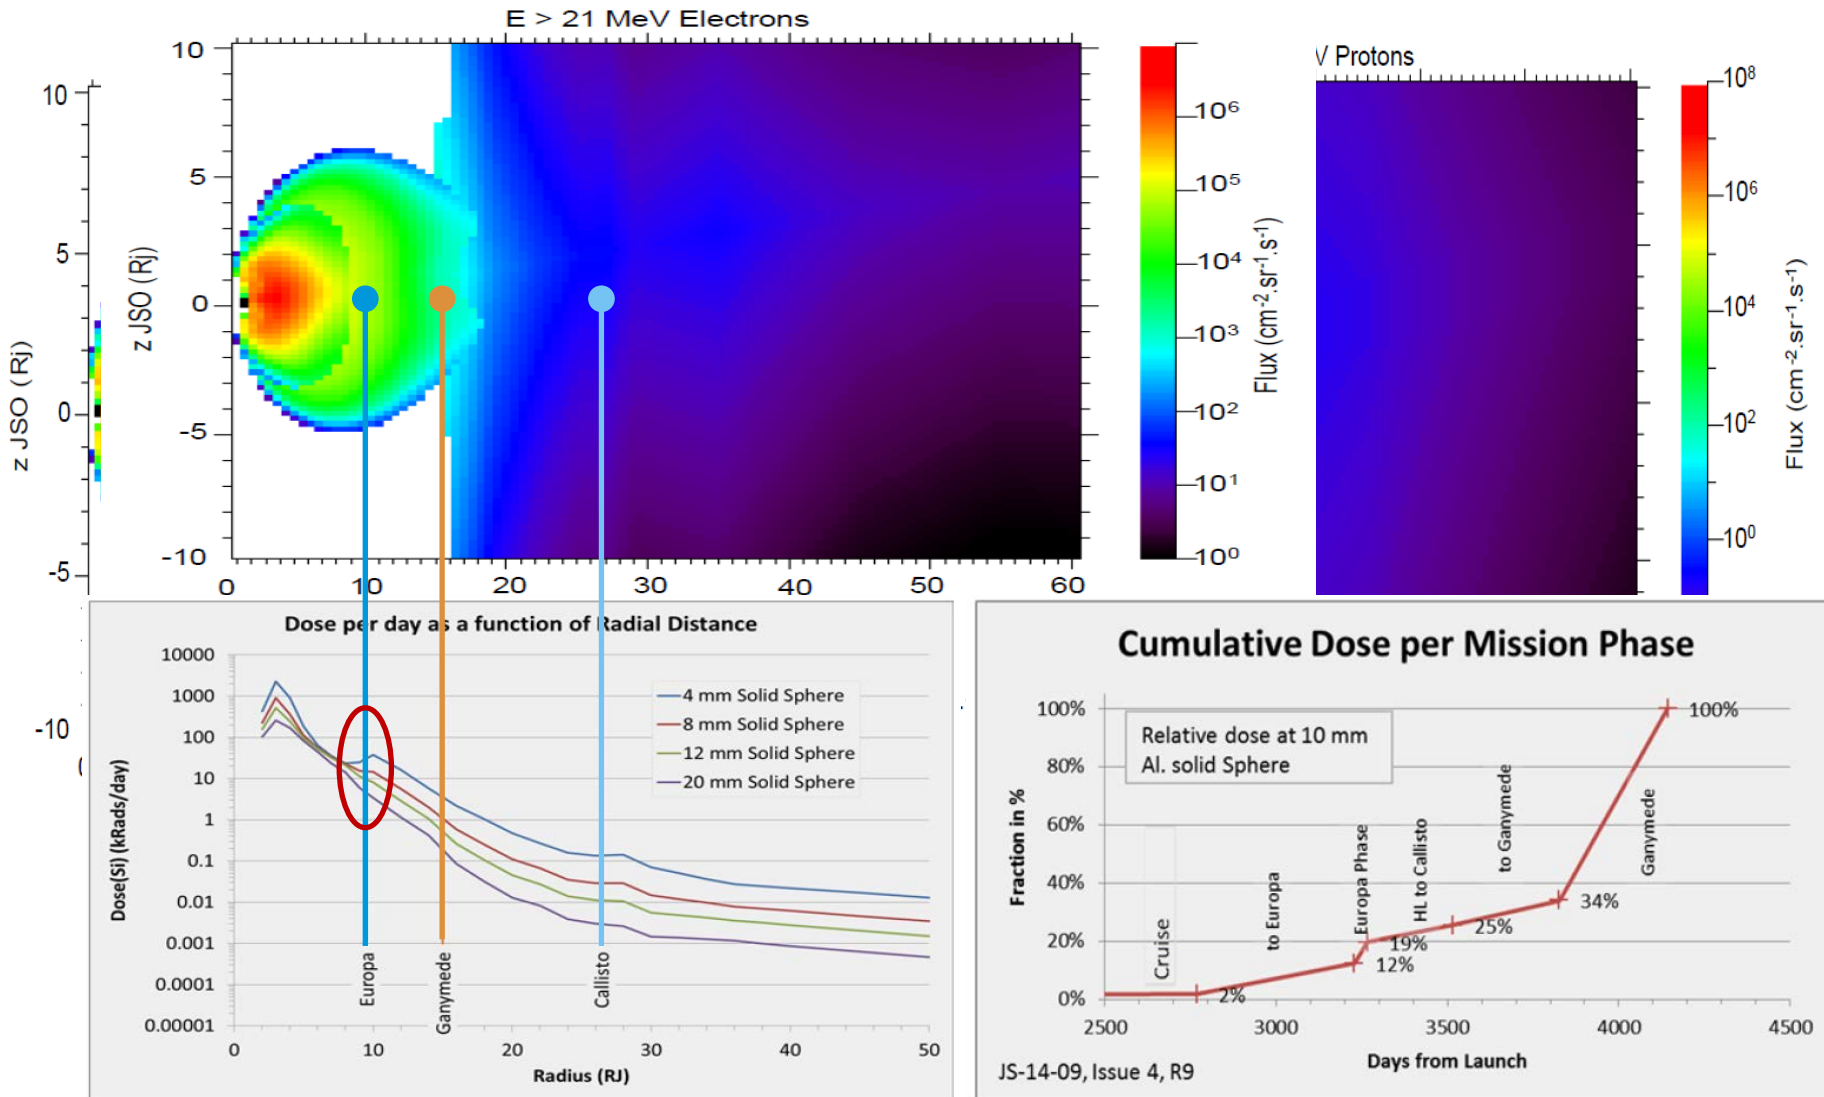 E > 21 MeV Electrons
10
5
0
-5
-10
z JSO (Rj)
0
10
20
30
40
50
60
10⁶
10⁵
10⁴
10³
10²
10¹
10⁰
Flux (cm⁻².sr⁻¹.s⁻¹)
10
5
0
-5
-10
z JSO (Rj)
V Protons
10⁸
10⁶
10⁴
10²
10⁰
Flux (cm⁻².sr⁻¹.s⁻¹)
Dose per day as a function of Radial Distance
10000
1000
100
10
1
0.1
0.01
0.001
0.0001
0.00001
Dose(Si) (kRads/day)
4 mm Solid Sphere
8 mm Solid Sphere
12 mm Solid Sphere
20 mm Solid Sphere
Europa
Ganymede
Callisto
0
10
20
30
40
50
Radius (RJ)
Cumulative Dose per Mission Phase
Relative dose at 10 mm
Al. solid Sphere
100%
80%
60%
40%
20%
0%
Fraction in %
Cruise
to Europa
Europa Phase
HL to Callisto
to Ganymede
Ganymede
2%
12%
19%
25%
34%
100%
2500
3000
3500
4000
4500
Days from Launch
JS-14-09, Issue 4, R9